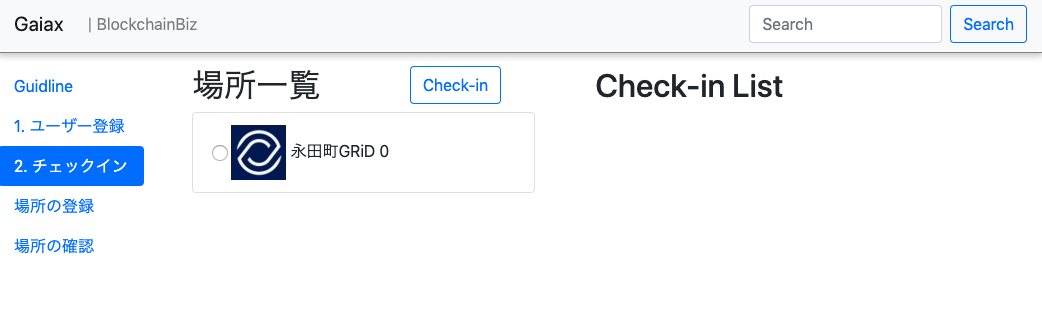 Gaiax | BlockchainBiz Search Search
Guidline
1. ユーザー登録
2. チェックイン
場所の登録
場所の確認
場所一覧 Check-in
永田町GRiD 0
Check-in List